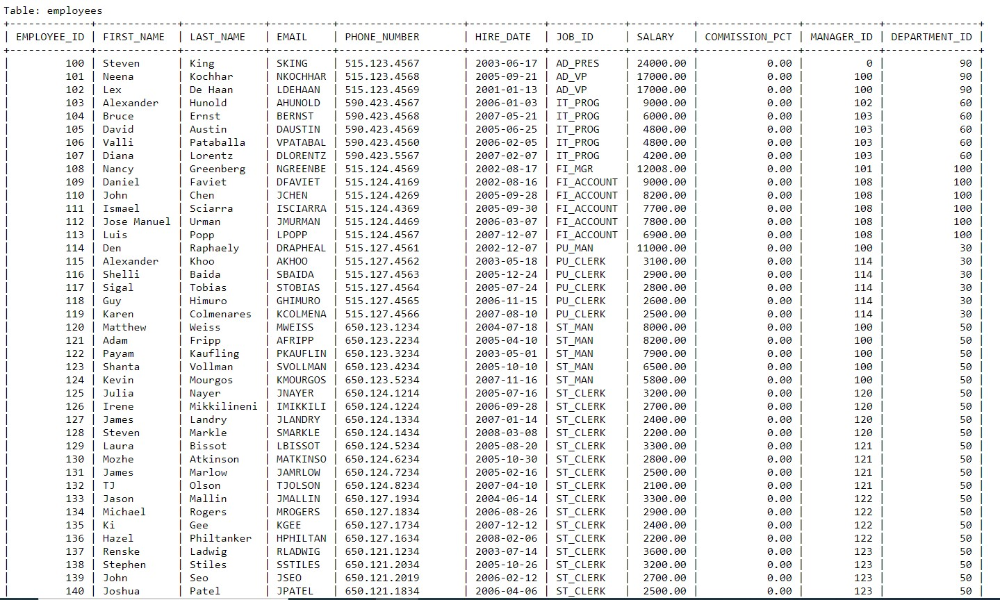 Table: employees
+-------------+-------------+-------------+------------+--------------------+------------+------------+----------+----------------+------------+---------------+
| EMPLOYEE_ID | FIRST_NAME | LAST_NAME | EMAIL | PHONE_NUMBER | HIRE_DATE | JOB_ID | SALARY | COMMISSION_PCT | MANAGER_ID | DEPARTMENT_ID |
+-------------+-------------+-------------+------------+--------------------+------------+------------+----------+----------------+------------+---------------+
| 100 | Steven | King | SKING | 515.123.4567 | 2003-06-17 | AD_PRES | 24000.00 | 0.00 | 0 | 90 |
| 101 | Neena | Kochhar | NKOCHHAR | 515.123.4568 | 2005-09-21 | AD_VP | 17000.00 | 0.00 | 100 | 90 |
| 102 | Lex | De Haan | LDEHAAN | 515.123.4569 | 2001-01-13 | AD_VP | 17000.00 | 0.00 | 100 | 90 |
| 103 | Alexander | Hunold | AHUNOLD | 590.423.4567 | 2006-01-03 | IT_PROG | 9000.00 | 0.00 | 102 | 60 |
| 104 | Bruce | Ernst | BERNST | 590.423.4568 | 2007-05-21 | IT_PROG | 6000.00 | 0.00 | 103 | 60 |
| 105 | David | Austin | DAUSTIN | 590.423.4569 | 2005-06-25 | IT_PROG | 4800.00 | 0.00 | 103 | 60 |
| 106 | Valli | Pataballa | VPATABAL | 590.423.4560 | 2006-02-05 | IT_PROG | 4800.00 | 0.00 | 103 | 60 |
| 107 | Diana | Lorentz | DLORENTZ | 590.423.5567 | 2007-02-07 | IT_PROG | 4200.00 | 0.00 | 103 | 60 |
| 108 | Nancy | Greenberg | NGREENBE | 515.124.4569 | 2002-08-17 | FI_MGR | 12008.00 | 0.00 | 101 | 100 |
| 109 | Daniel | Faviet | DFAVIET | 515.124.4169 | 2002-08-16 | FI_ACCOUNT | 9000.00 | 0.00 | 108 | 100 |
| 110 | John | Chen | JCHEN | 515.124.4269 | 2005-09-28 | FI_ACCOUNT | 8200.00 | 0.00 | 108 | 100 |
| 111 | Ismael | Sciarra | ISCIARRA | 515.124.4369 | 2005-09-30 | FI_ACCOUNT | 7700.00 | 0.00 | 108 | 100 |
| 112 | Jose Manuel | Urman | JMURMAN | 515.124.4469 | 2006-03-07 | FI_ACCOUNT | 7800.00 | 0.00 | 108 | 100 |
| 113 | Luis | Popp | LPOPP | 515.124.4567 | 2007-12-07 | FI_ACCOUNT | 6900.00 | 0.00 | 108 | 100 |
| 114 | Den | Raphaely | DRAPHEAL | 515.127.4561 | 2002-12-07 | PU_MAN | 11000.00 | 0.00 | 100 | 30 |
| 115 | Alexander | Khoo | AKHOO | 515.127.4562 | 2003-05-18 | PU_CLERK | 3100.00 | 0.00 | 114 | 30 |
| 116 | Shelli | Baida | SBAIDA | 515.127.4563 | 2005-12-24 | PU_CLERK | 2900.00 | 0.00 | 114 | 30 |
| 117 | Sigal | Tobias | STOBIAS | 515.127.4564 | 2005-07-24 | PU_CLERK | 2800.00 | 0.00 | 114 | 30 |
| 118 | Guy | Himuro | GHIMURO | 515.127.4565 | 2006-11-15 | PU_CLERK | 2600.00 | 0.00 | 114 | 30 |
| 119 | Karen | Colmenares | KCOLMENA | 515.127.4566 | 2007-08-10 | PU_CLERK | 2500.00 | 0.00 | 114 | 30 |
| 120 | Matthew | Weiss | MWEISS | 650.123.1234 | 2004-07-18 | ST_MAN | 8000.00 | 0.00 | 100 | 50 |
| 121 | Adam | Fripp | AFRIPP | 650.123.2234 | 2005-04-10 | ST_MAN | 8200.00 | 0.00 | 100 | 50 |
| 122 | Payam | Kaufling | PKAUFLIN | 650.123.3234 | 2003-05-01 | ST_MAN | 7900.00 | 0.00 | 100 | 50 |
| 123 | Shanta | Vollman | SVOLLMAN | 650.123.4234 | 2005-10-10 | ST_MAN | 6500.00 | 0.00 | 100 | 50 |
| 124 | Kevin | Mourgos | KMOURGOS | 650.123.5234 | 2007-11-16 | ST_MAN | 5800.00 | 0.00 | 100 | 50 |
| 125 | Julia | Nayer | JNAYER | 650.124.1214 | 2005-07-16 | ST_CLERK | 3200.00 | 0.00 | 120 | 50 |
| 126 | Irene | Mikkilineni | IMIKKILI | 650.124.1224 | 2006-09-28 | ST_CLERK | 2700.00 | 0.00 | 120 | 50 |
| 127 | James | Landry | JLANDRY | 650.124.1334 | 2007-01-14 | ST_CLERK | 2400.00 | 0.00 | 120 | 50 |
| 128 | Steven | Markle | SMARKLE | 650.124.1434 | 2008-03-08 | ST_CLERK | 2200.00 | 0.00 | 120 | 50 |
| 129 | Laura | Bissot | LBISSOT | 650.124.5234 | 2005-08-20 | ST_CLERK | 3300.00 | 0.00 | 121 | 50 |
| 130 | Mozhe | Atkinson | MATKINSO | 650.124.6234 | 2005-10-30 | ST_CLERK | 2800.00 | 0.00 | 121 | 50 |
| 131 | James | Marlow | JAMRLOW | 650.124.7234 | 2005-02-16 | ST_CLERK | 2500.00 | 0.00 | 121 | 50 |
| 132 | TJ | Olson | TJOLSON | 650.124.8234 | 2007-04-10 | ST_CLERK | 2100.00 | 0.00 | 121 | 50 |
| 133 | Jason | Mallin | JMALLIN | 650.127.1934 | 2004-06-14 | ST_CLERK | 3300.00 | 0.00 | 122 | 50 |
| 134 | Michael | Rogers | MROGERS | 650.127.1834 | 2006-08-26 | ST_CLERK | 2900.00 | 0.00 | 122 | 50 |
| 135 | Ki | Gee | KGEE | 650.127.1734 | 2007-12-12 | ST_CLERK | 2400.00 | 0.00 | 122 | 50 |
| 136 | Hazel | Philtanker | HPHILTAN | 650.127.1634 | 2008-02-06 | ST_CLERK | 2200.00 | 0.00 | 122 | 50 |
| 137 | Renske | Ladwig | RLADWIG | 650.121.1234 | 2003-07-14 | ST_CLERK | 3600.00 | 0.00 | 123 | 50 |
| 138 | Stephen | Stiles | SSTILES | 650.121.2034 | 2005-10-26 | ST_CLERK | 3200.00 | 0.00 | 123 | 50 |
| 139 | John | Seo | JSEO | 650.121.2019 | 2006-02-12 | ST_CLERK | 2700.00 | 0.00 | 123 | 50 |
| 140 | Joshua | Patel | JPATEL | 650.121.1834 | 2006-04-06 | ST_CLERK | 2500.00 | 0.00 | 123 | 50 |